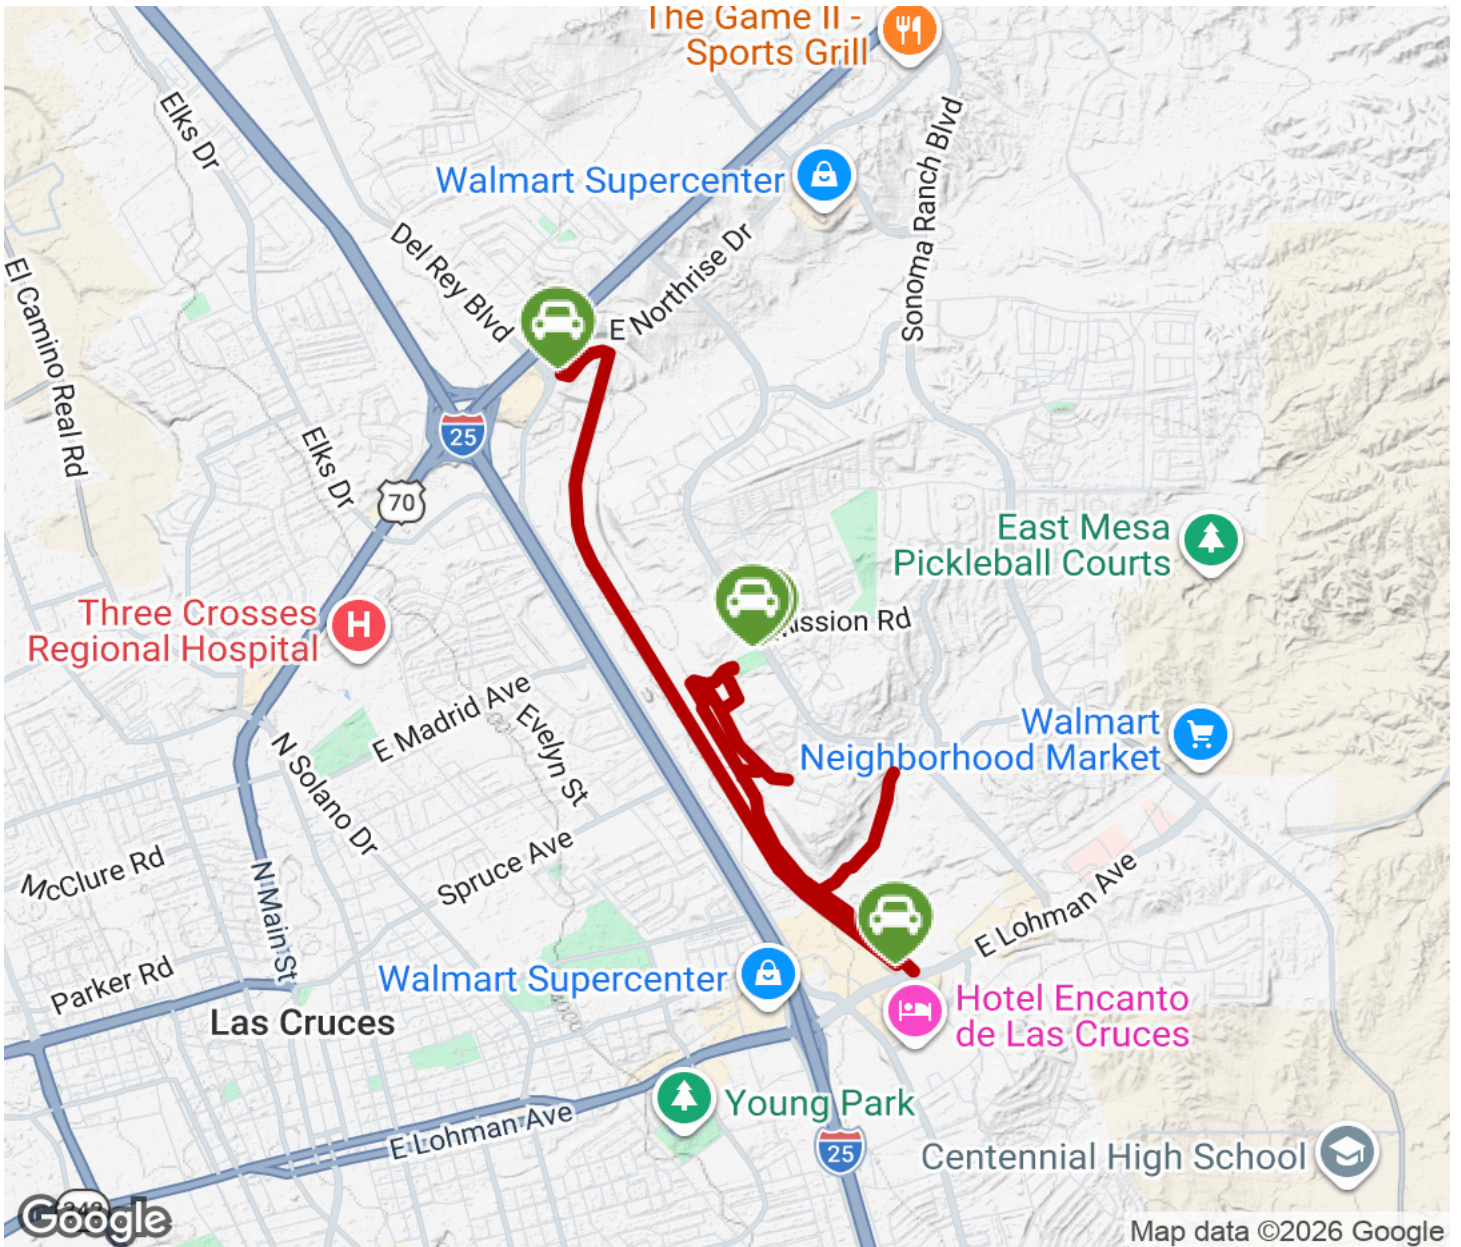 The Game II -
Sports Grill
Elks Dr
Walmart Supercenter
Sonoma Ranch Blvd
Del Rey Blvd
E Northrise Dr
El Camino Real Rd
25
Elks Dr
70
East Mesa
Pickleball Courts
Three Crosses
Regional Hospital
H
Mission Rd
E Madrid Ave
Evelyn St
N Solano Dr
Walmart
Neighborhood Market
McClure Rd
Spruce Ave
N Main St
E Lohman Ave
Parker Rd
Walmart Supercenter
Las Cruces
Hotel Encanto
de Las Cruces
Young Park
E Lohman Ave
25
Centennial High School
Google
Map data ©2026 Google